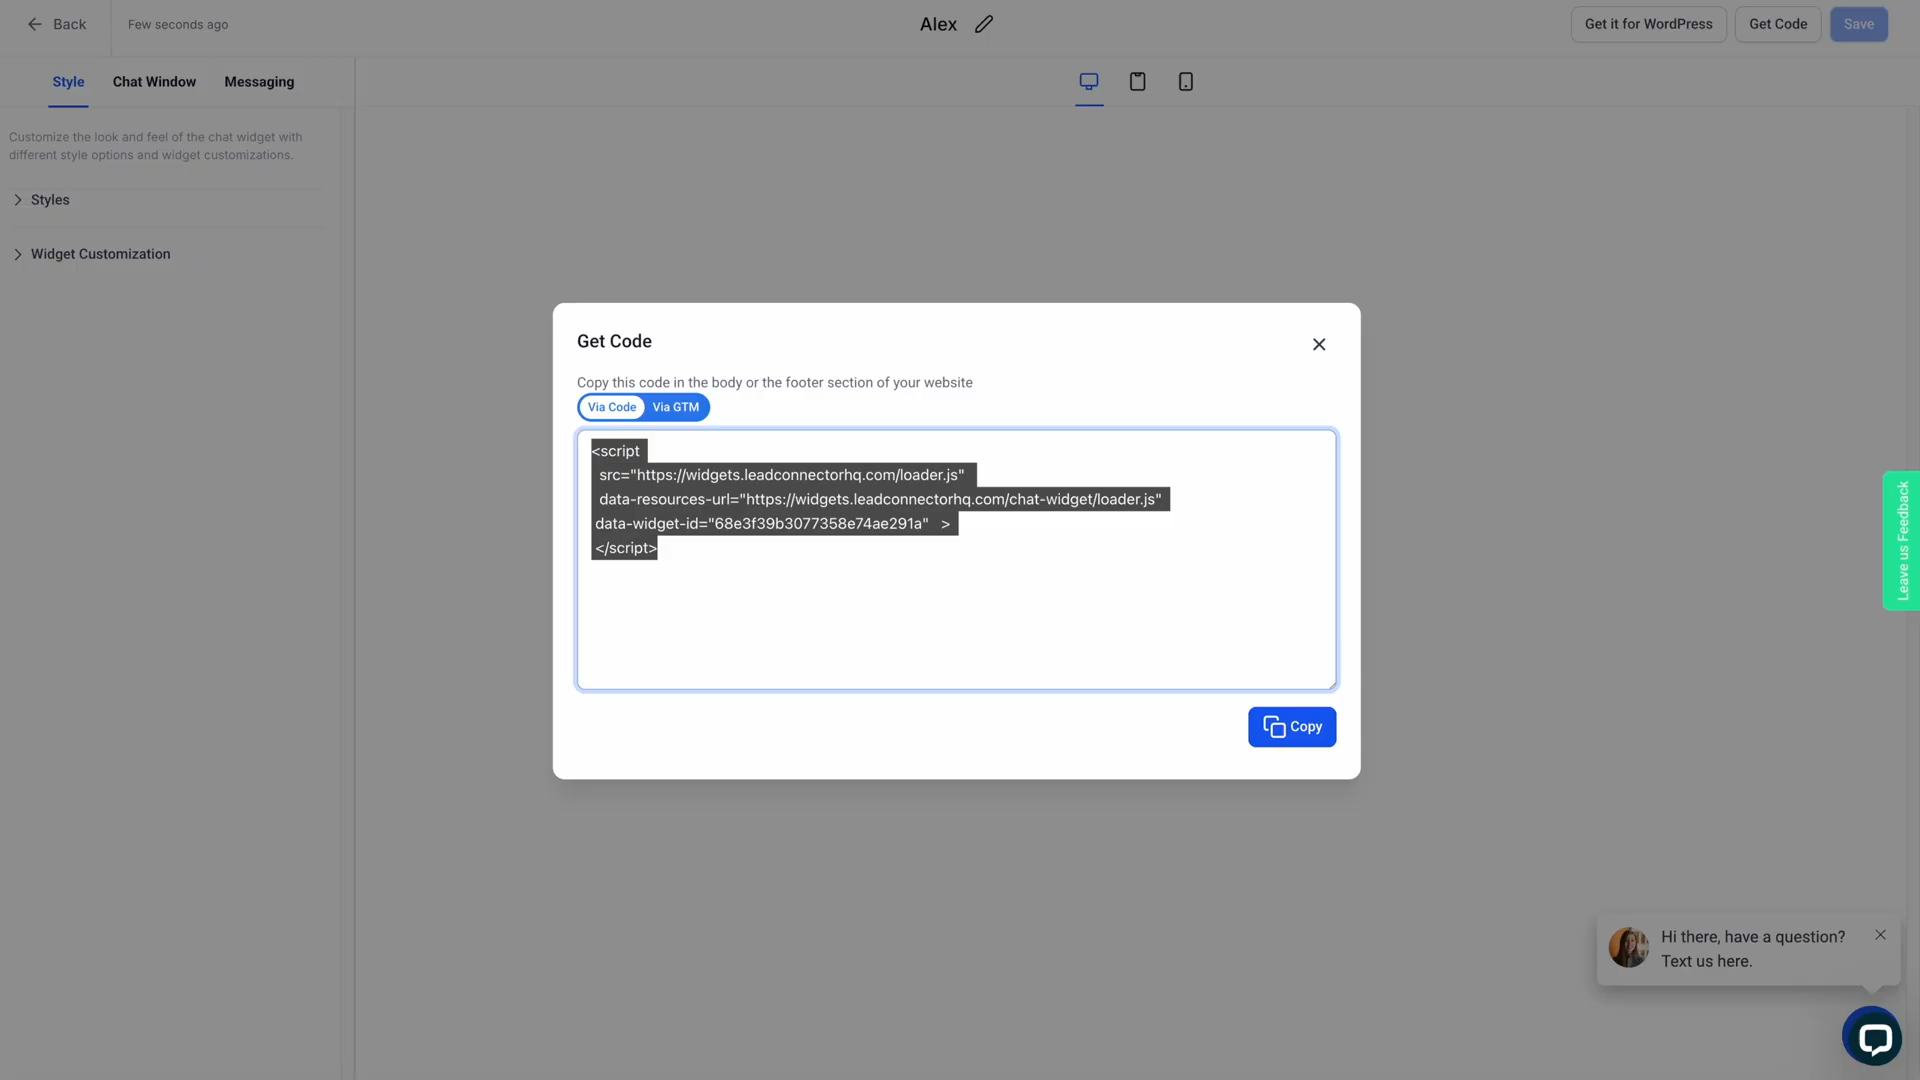 Back
Few seconds ago
Alex
Get it for WordPress
Get Code
Save
Style
Chat Window
Messaging
Customize the look and feel of the chat widget with
different style options and widget customizations.
Styles
Widget Customization
Get Code
Copy this code in the body or the footer section of your website
Via Code
Via GTM
<script
src="https://widgets.leadconnectorhq.com/loader.js"
data-resources-url="https://widgets.leadconnectorhq.com/chat-widget/loader.js"
data-widget-id="68e3f39b3077358e74ae291a" >
</script>
Copy
Leave us Feedback
Hi there, have a question?
Text us here.